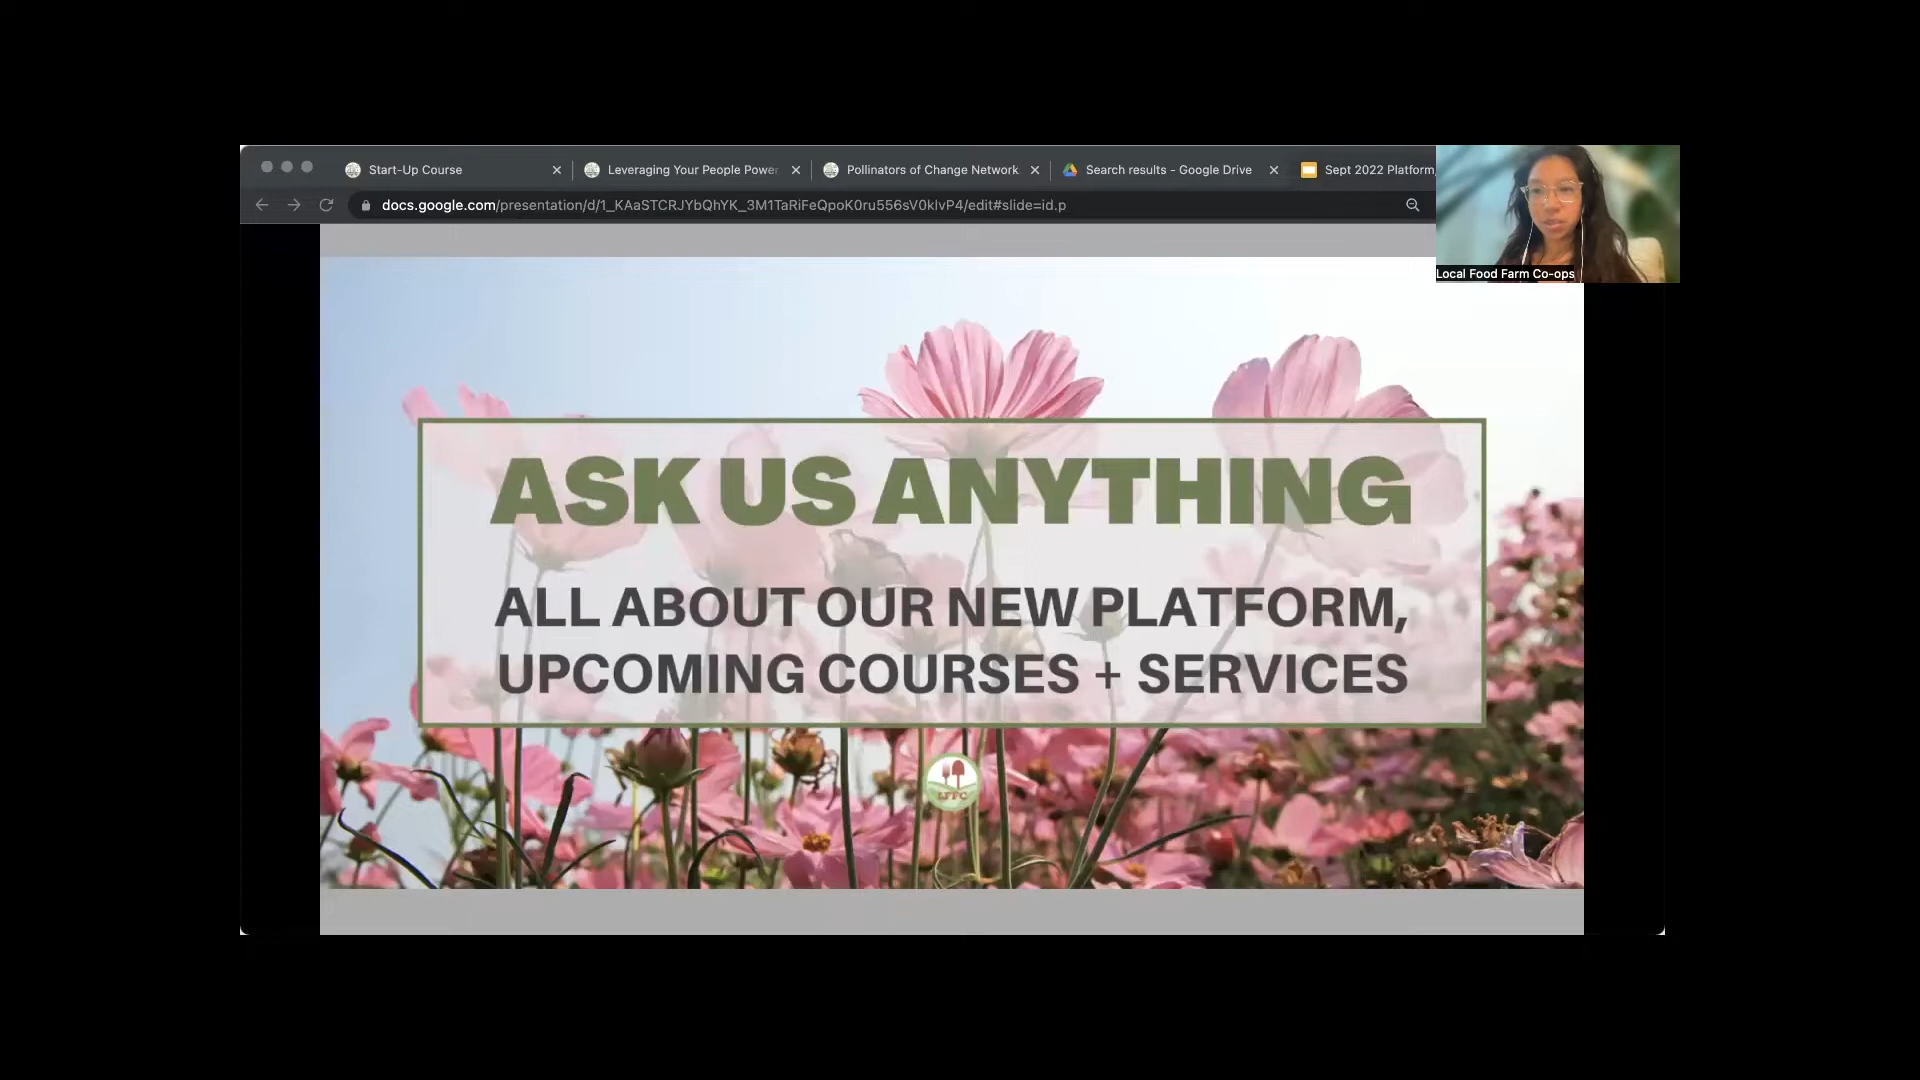 Start-Up Course
Leveraging Your People Power
Pollinators of Change Network
Search results - Google Drive
Sept 2022 Platform,
docs.google.com/presentation/d/1_KAaSTCRJYbQhYK_3M1TaRiFeQpoK0ru556sV0klvP4/edit#slide=id.p
Local Food Farm Co-ops
ASK US ANYTHING
ALL ABOUT OUR NEW PLATFORM,
UPCOMING COURSES + SERVICES
LFFC